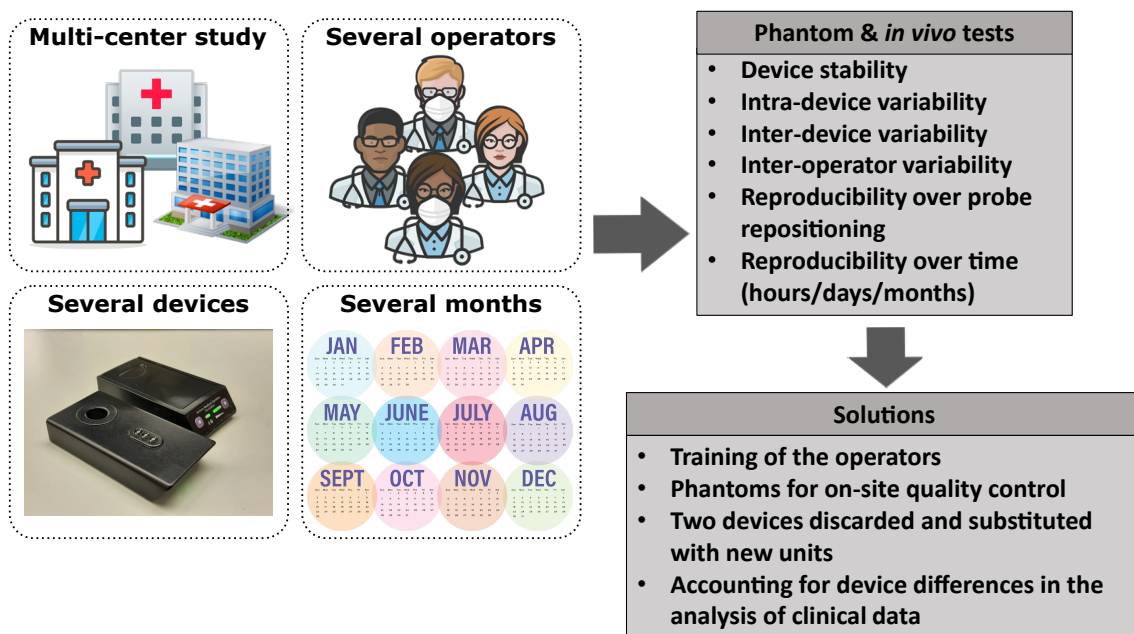 Multi-center study
Several operators
Several devices
Several months
JAN
FEB
MAR
APR
MAY
JUNE
JULY
AUG
SEPT
OCT
NOV
DEC
Phantom & in vivo tests
• Device stability
• Intra-device variability
• Inter-device variability
• Inter-operator variability
• Reproducibility over probe
repositioning
• Reproducibility over time
(hours/days/months)
Solutions
• Training of the operators
• Phantoms for on-site quality control
• Two devices discarded and substituted
with new units
• Accounting for device differences in the
analysis of clinical data